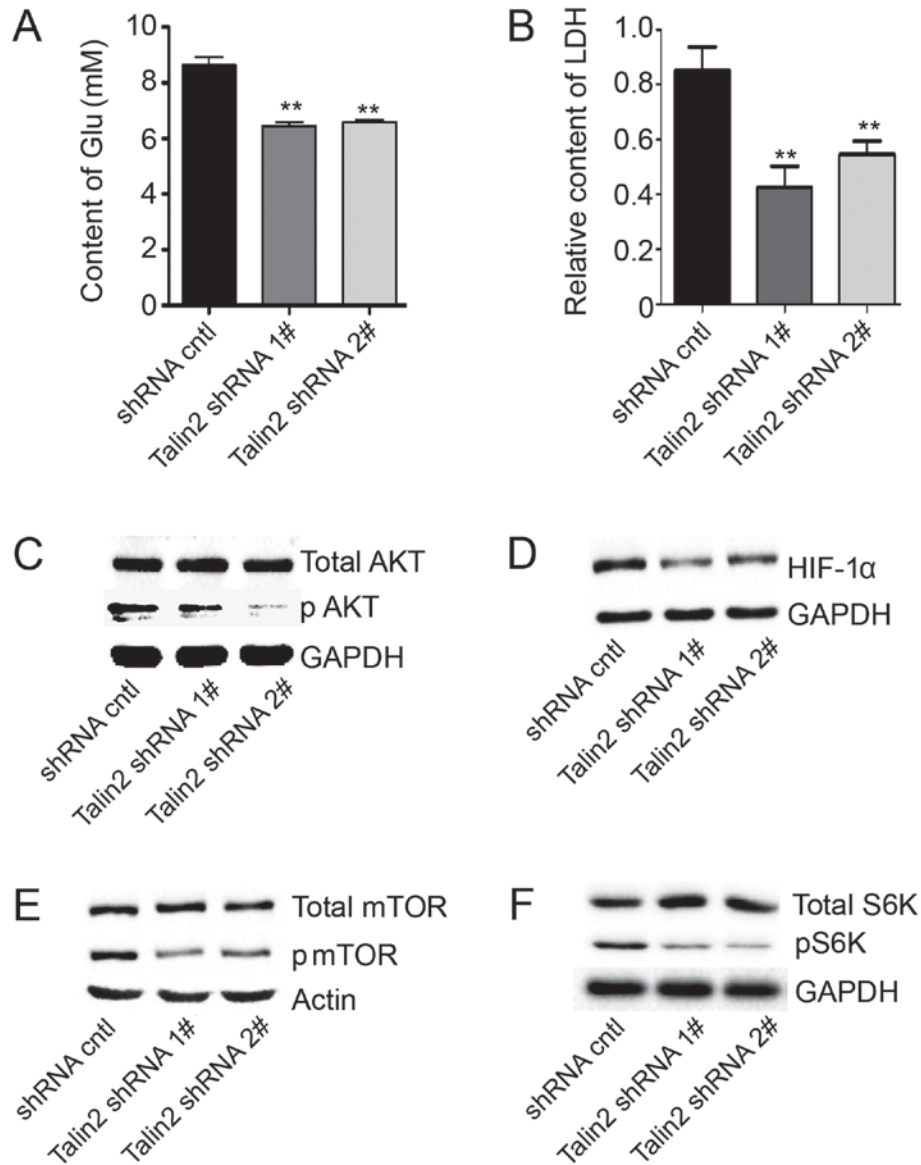 A
Content of Glu (mM)
10
8
6
4
2
0
**
**
shRNA cntl
Talin2 shRNA 1#
Talin2 shRNA 2#
B
Relative content of LDH
1.0
0.8
0.6
0.4
0.2
0
**
**
shRNA cntl
Talin2 shRNA 1#
Talin2 shRNA 2#
C
Total AKT
p AKT
GAPDH
shRNA cntl
Talin2 shRNA 1#
Talin2 shRNA 2#
D
HIF-1α
GAPDH
shRNA cntl
Talin2 shRNA 1#
Talin2 shRNA 2#
E
Total mTOR
p mTOR
Actin
shRNA cntl
Talin2 shRNA 1#
Talin2 shRNA 2#
F
Total S6K
pS6K
GAPDH
shRNA cntl
Talin2 shRNA 1#
Talin2 shRNA 2#